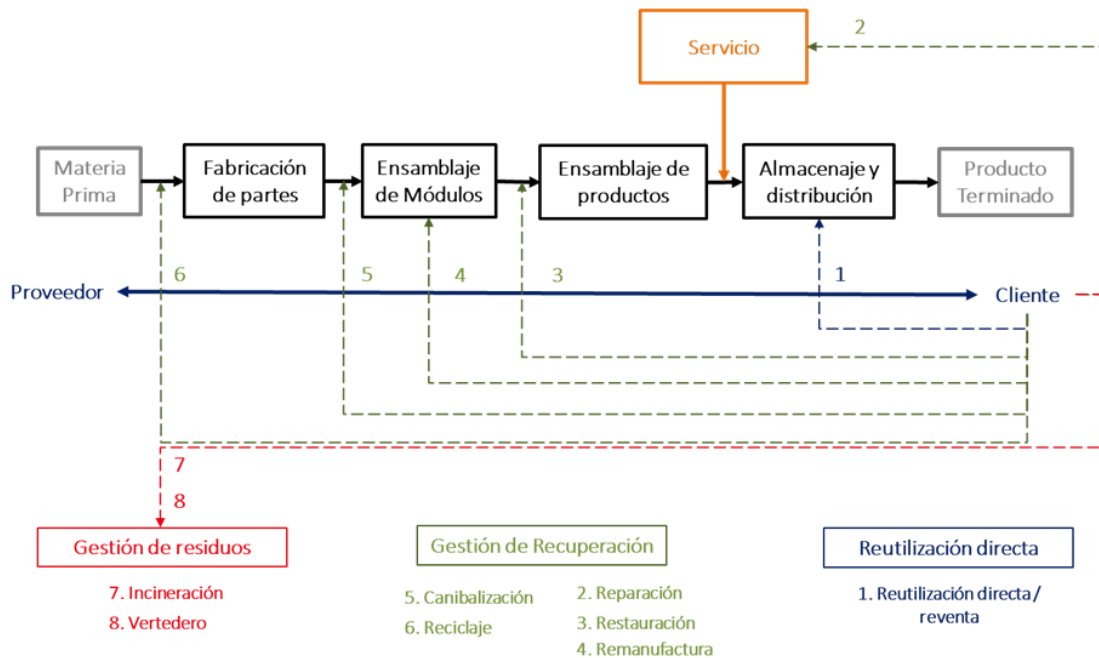 Servicio
2
Materia
Prima
Fabricación
de partes
Ensamblaje
de Módulos
Ensamblaje de
productos
Almacenaje y
distribución
Producto
Terminado
6
5
4
3
1
Proveedor
Cliente
7
8
Gestión de residuos
7. Incineración
8. Vertedero
Gestión de Recuperación
5. Canibalización
6. Reciclaje
2. Reparación
3. Restauración
4. Remanufactura
Reutilización directa
1. Reutilización directa /
reventa